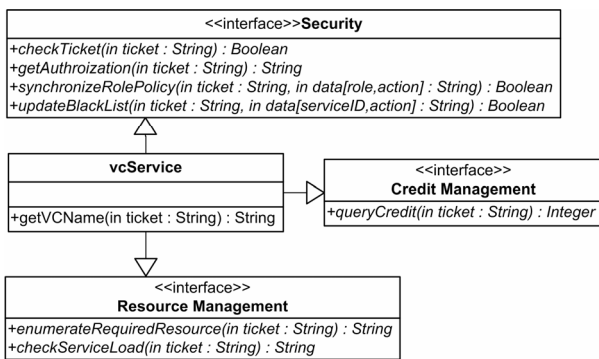 <<interface>>Security
+checkTicket(in ticket : String) : Boolean
+getAuthroization(in ticket : String) : String
+synchronizeRolePolicy(in ticket : String, in data[role,action] : String) : Boolean
+updateBlackList(in ticket : String, in data[serviceID,action] : String) : Boolean
vcService
+getVCName(in ticket : String) : String
<<interface>>
Credit Management
+queryCredit(in ticket : String) : Integer
<<interface>>
Resource Management
+enumerateRequiredResource(in ticket : String) : String
+checkServiceLoad(in ticket : String) : String